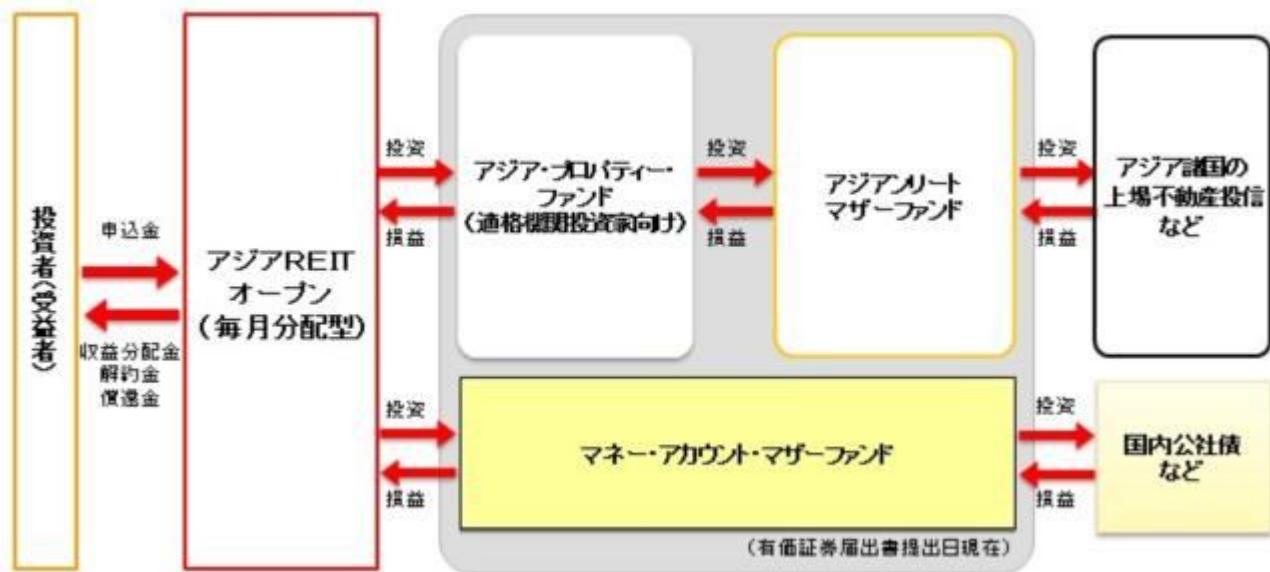 投資者(受益者)
申込金
収益分配金
解約金
償還金
アジアREIT
オープン
(毎月分配型)
投資
損益
アジア・プロパティー・
ファンド
(適格機関投資家向け)
投資
損益
アジアンリート
マザーファンド
投資
損益
アジア諸国の
上場不動産投信
など
投資
損益
マネー・アカウント・マザーファンド
投資
損益
国内公社債
など
(有価証券届出書提出日現在)